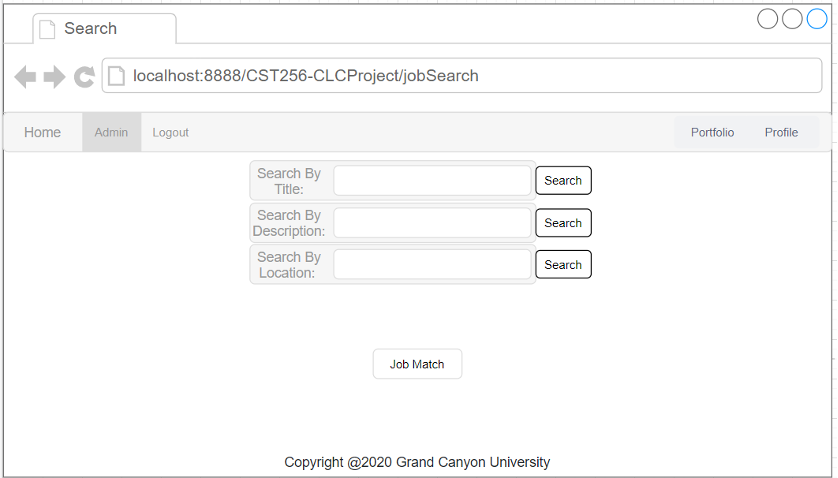 Search
localhost:8888/CST256-CLCProject/jobSearch
Home Admin Logout Portfolio Profile
Search By
Title:
Search
Search By
Description:
Search
Search By
Location:
Search
Job Match
Copyright @2020 Grand Canyon University